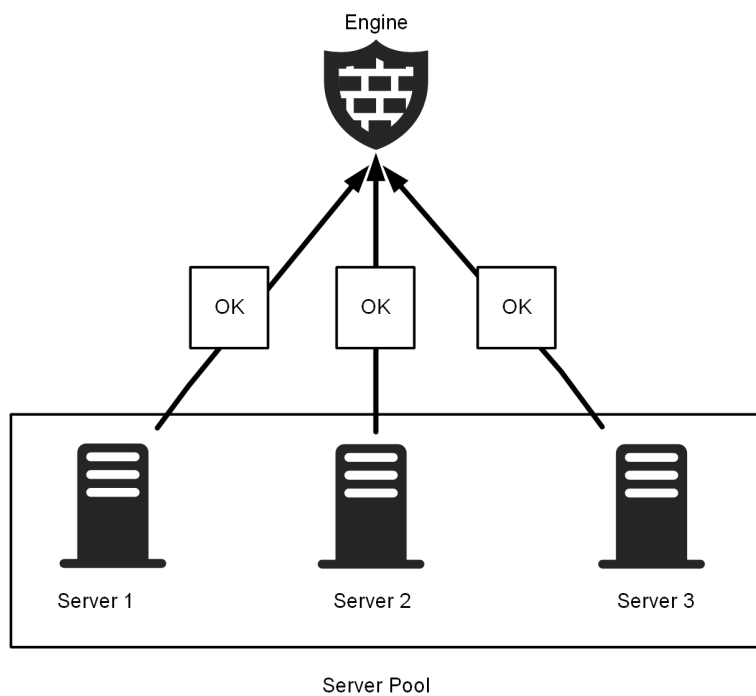 Engine
OK
OK
OK
Server 1
Server 2
Server 3
Server Pool